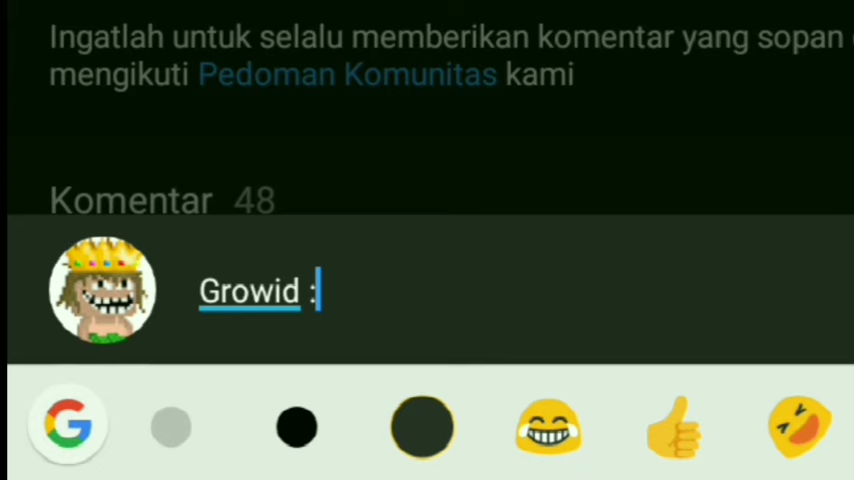 Ingatlah untuk selalu memberikan komentar yang sopan
mengikuti Pedoman Komunitas kami
Komentar 48
Growid :